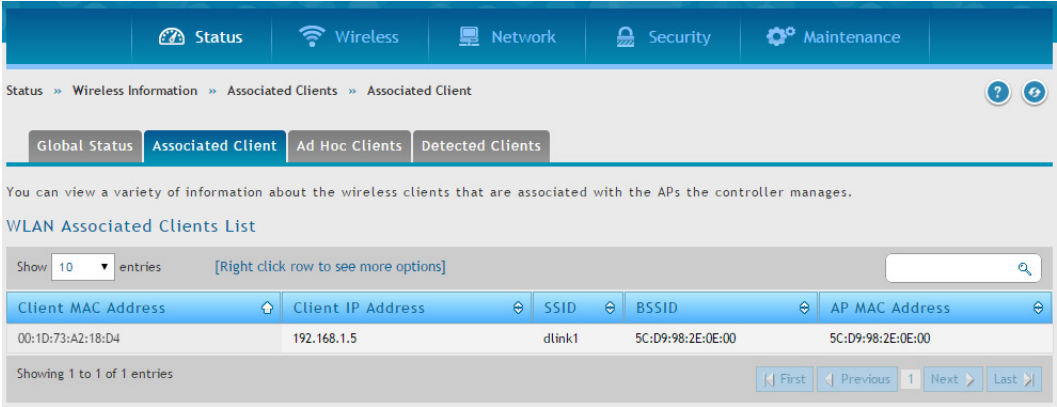 Status Wireless Network Security Maintenance
Status » Wireless Information » Associated Clients » Associated Client ?
Global Status Associated Client Ad Hoc Clients Detected Clients
You can view a variety of information about the wireless clients that are associated with the APs the controller manages.
WLAN Associated Clients List
Show 10 entries [Right click row to see more options]
Client MAC Address Client IP Address SSID BSSID AP MAC Address
00:1D:73:A2:18:D4 192.168.1.5 dlink1 5C:D9:98:2E:0E:00 5C:D9:98:2E:0E:00
Showing 1 to 1 of 1 entries First Previous 1 Next Last